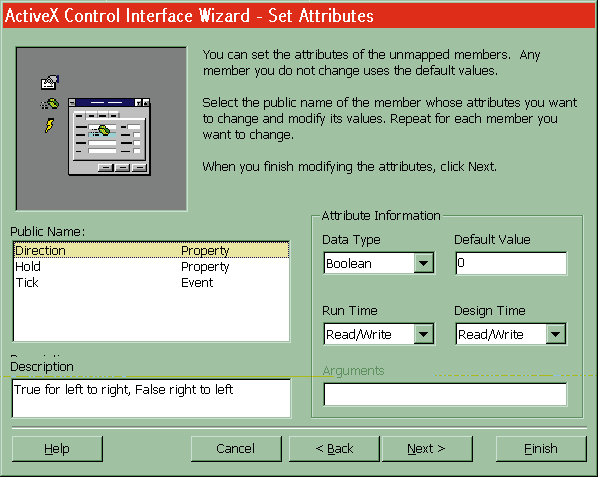 ActiveX Control Interface Wizard - Set Attributes
You can set the attributes of the unmapped members. Any
member you do not change uses the default values.
Select the public name of the member whose attributes you want
to change and modify its values. Repeat for each member you
want to change.
When you finish modifying the attributes, click Next.
Public Name:
Direction Property
Hold Property
Tick Event
Description
True for left to right, False right to left
Attribute Information
Data Type Default Value
Boolean 0
Run Time Design Time
Read/Write Read/Write
Arguments
Help Cancel < Back Next > Finish